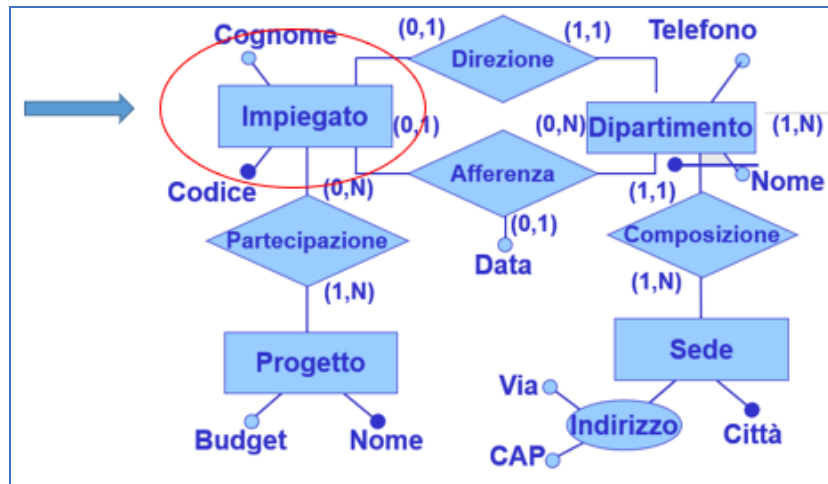 Cognome
(0,1)
(1,1)
Telefono
Direzione
Impiegato
(0,1)
(0,N)
Dipartimento
(1,N)
Codice
(0,N)
Afferenza
(1,1)
Nome
Partecipazione
(0,1)
Composizione
Data
(1,N)
(1,N)
Progetto
Sede
Via
Budget
Nome
Indirizzo
Città
CAP